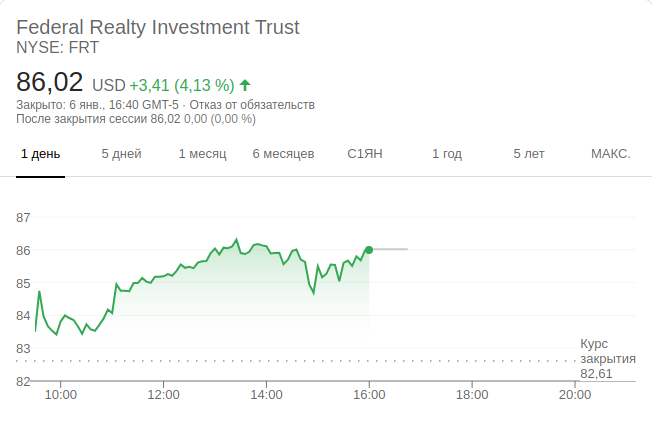 Federal Realty Investment Trust
NYSE: FRT
86,02 USD +3,41 (4,13 %)
Закрыто: 6 янв., 16:40 GMT-5 · Отказ от обязательств
После закрытия сессии 86,02 0,00 (0,00 %)
1 день 5 дней 1 месяц 6 месяцев С1ЯН 1 год 5 лет МАКС.
87
86
85
84
83
Курс
закрытия
82,61
82
10:00 12:00 14:00 16:00 18:00 20:00